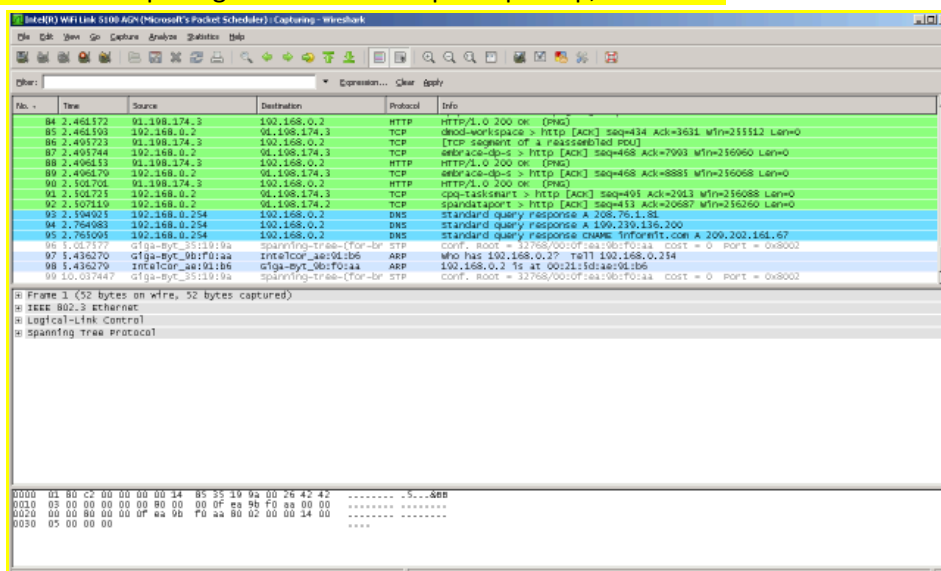 Intel(R) WiFi Link 5100 AGN (Microsoft's Packet Scheduler) : Capturing - Wireshark
File Edit View Go Capture Analyze Statistics Help
Filter: Expression... Clear Apply
No. - Time Source Destination Protocol Info
84 2.461572 91.198.174.3 192.168.0.2 HTTP HTTP/1.0 200 OK (PNG)
85 2.461593 192.168.0.2 91.198.174.3 TCP dmod-workspace > http [ACK] Seq=434 Ack=3631 Win=255512 Len=0
86 2.495723 91.198.174.3 192.168.0.2 TCP [TCP segment of a reassembled PDU]
87 2.495744 192.168.0.2 91.198.174.3 TCP embrace-dp-s > http [ACK] Seq=468 Ack=7993 Win=256960 Len=0
88 2.496153 91.198.174.3 192.168.0.2 HTTP HTTP/1.0 200 OK (PNG)
89 2.496179 192.168.0.2 91.198.174.3 TCP embrace-dp-s > http [ACK] Seq=468 Ack=8885 Win=256068 Len=0
90 2.501701 91.198.174.3 192.168.0.2 HTTP HTTP/1.0 200 OK (PNG)
91 2.501725 192.168.0.2 91.198.174.3 TCP cpq-tasksmart > http [ACK] Seq=495 Ack=2913 Win=256088 Len=0
92 2.507119 192.168.0.2 91.198.174.2 TCP spandataport > http [ACK] Seq=453 Ack=20687 Win=256260 Len=0
93 2.594925 192.168.0.254 192.168.0.2 DNS Standard query response A 208.76.1.81
94 2.764983 192.168.0.254 192.168.0.2 DNS Standard query response A 199.239.136.200
95 2.765095 192.168.0.254 192.168.0.2 DNS Standard query response CNAME informit.com A 209.202.161.67
96 5.017577 Giga-Byt_35:19:9a Spanning-tree-(for-br STP Conf. Root = 32768/00:0f:ea:9b:f0:aa Cost = 0 Port = 0x8002
97 5.436270 Giga-Byt_9b:f0:aa IntelCor_ae:91:b6 ARP Who has 192.168.0.2? Tell 192.168.0.254
98 5.436279 IntelCor_ae:91:b6 Giga-Byt_9b:f0:aa ARP 192.168.0.2 is at 00:21:5d:ae:91:b6
99 10.037447 Giga-Byt_35:19:9a Spanning-tree-(for-br STP Conf. Root = 32768/00:0f:ea:9b:f0:aa Cost = 0 Port = 0x8002
Frame 1 (52 bytes on wire, 52 bytes captured)
IEEE 802.3 Ethernet
Logical-Link Control
Spanning Tree Protocol
0000 01 80 c2 00 00 00 00 14 85 35 19 9a 00 26 42 42 ........ .5...&BB
0010 03 00 00 00 00 00 80 00 00 0f ea 9b f0 aa 00 00 ........ ........
0020 00 00 80 00 00 0f ea 9b f0 aa 80 02 00 00 14 00 ........ ........
0030 05 00 00 00 ....